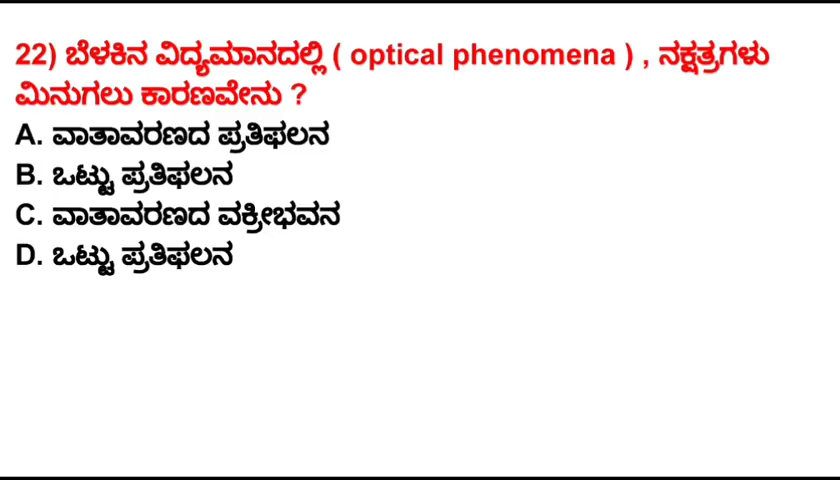 22) ಬೆಳಕಿನ ವಿದ್ಯಮಾನದಲ್ಲಿ ( optical phenomena ) , ನಕ್ಷತ್ರಗಳು
ಮಿನುಗಲು ಕಾರಣವೇನು ?
A. ವಾತಾವರಣದ ಪ್ರತಿಫಲನ
B. ಒಟ್ಟು ಪ್ರತಿಫಲನ
C. ವಾತಾವರಣದ ವಕ್ರೀಭವನ
D. ಒಟ್ಟು ಪ್ರತಿಫಲನ